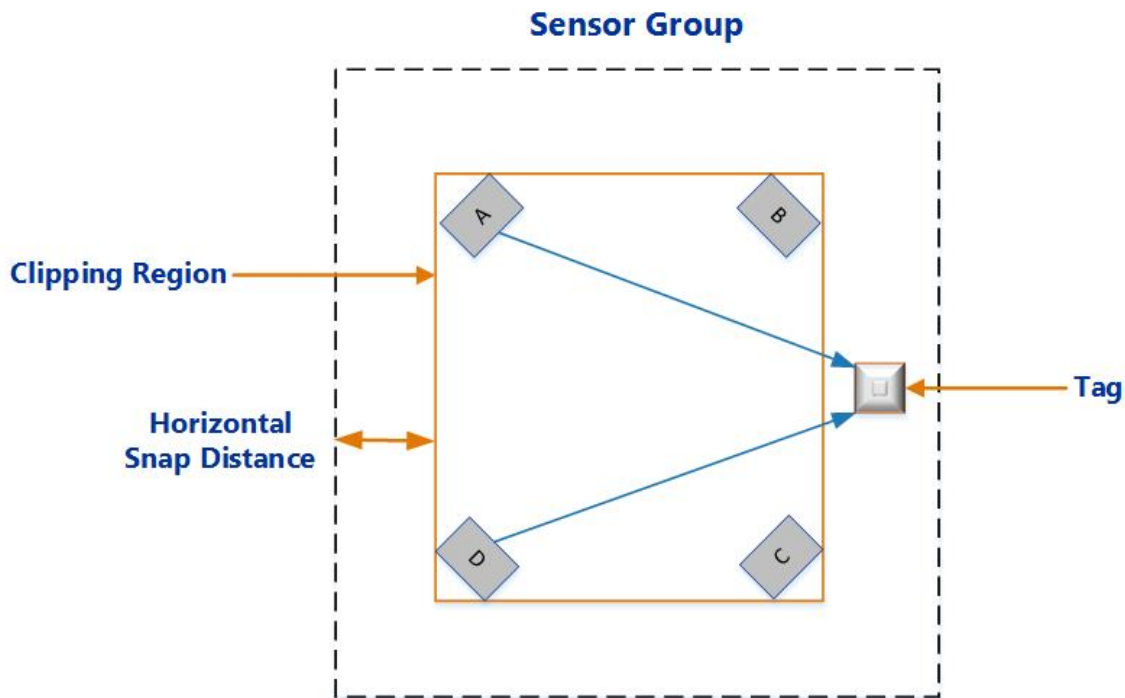 Sensor Group
A
B
Clipping Region
Tag
Horizontal
Snap Distance
D
C